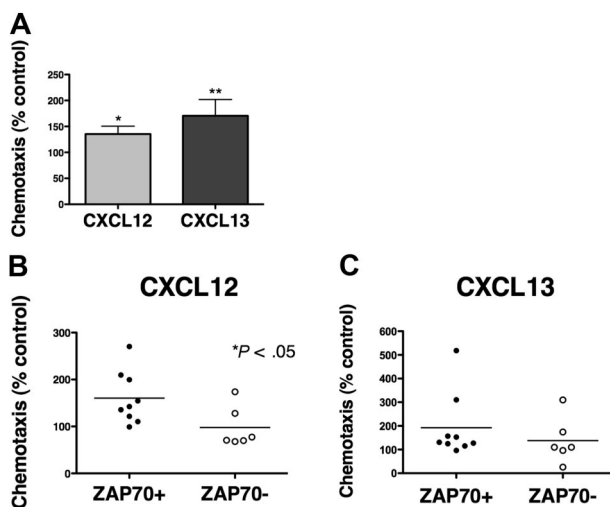 A
Chemotaxis (% control)
250
200
150
100
50
0
*
**
CXCL12 CXCL13
B
CXCL12
Chemotaxis (% control)
300
200
100
0
*P < .05
ZAP70+ ZAP70-
C
CXCL13
Chemotaxis (% control)
600
500
400
300
200
100
0
ZAP70+ ZAP70-